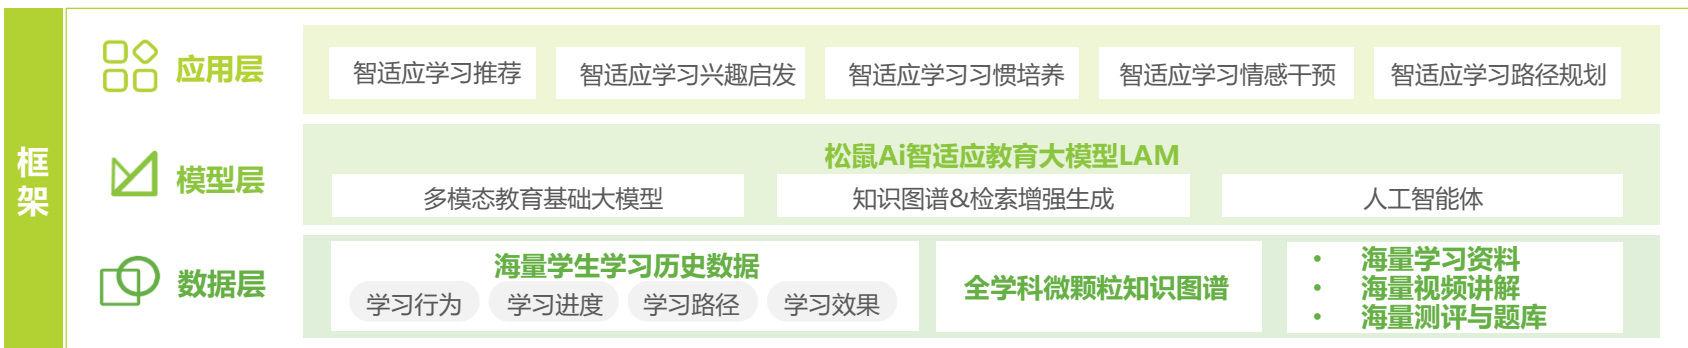 框架
应用层
智适应学习推荐
智适应学习兴趣启发
智适应学习习惯培养
智适应学习情感干预
智适应学习路径规划
模型层
松鼠Ai智适应教育大模型LAM
多模态教育基础大模型
知识图谱&检索增强生成
人工智能体
数据层
海量学生学习历史数据
学习行为
学习进度
学习路径
学习效果
全学科微颗粒知识图谱
• 海量学习资料
• 海量视频讲解
• 海量测评与题库